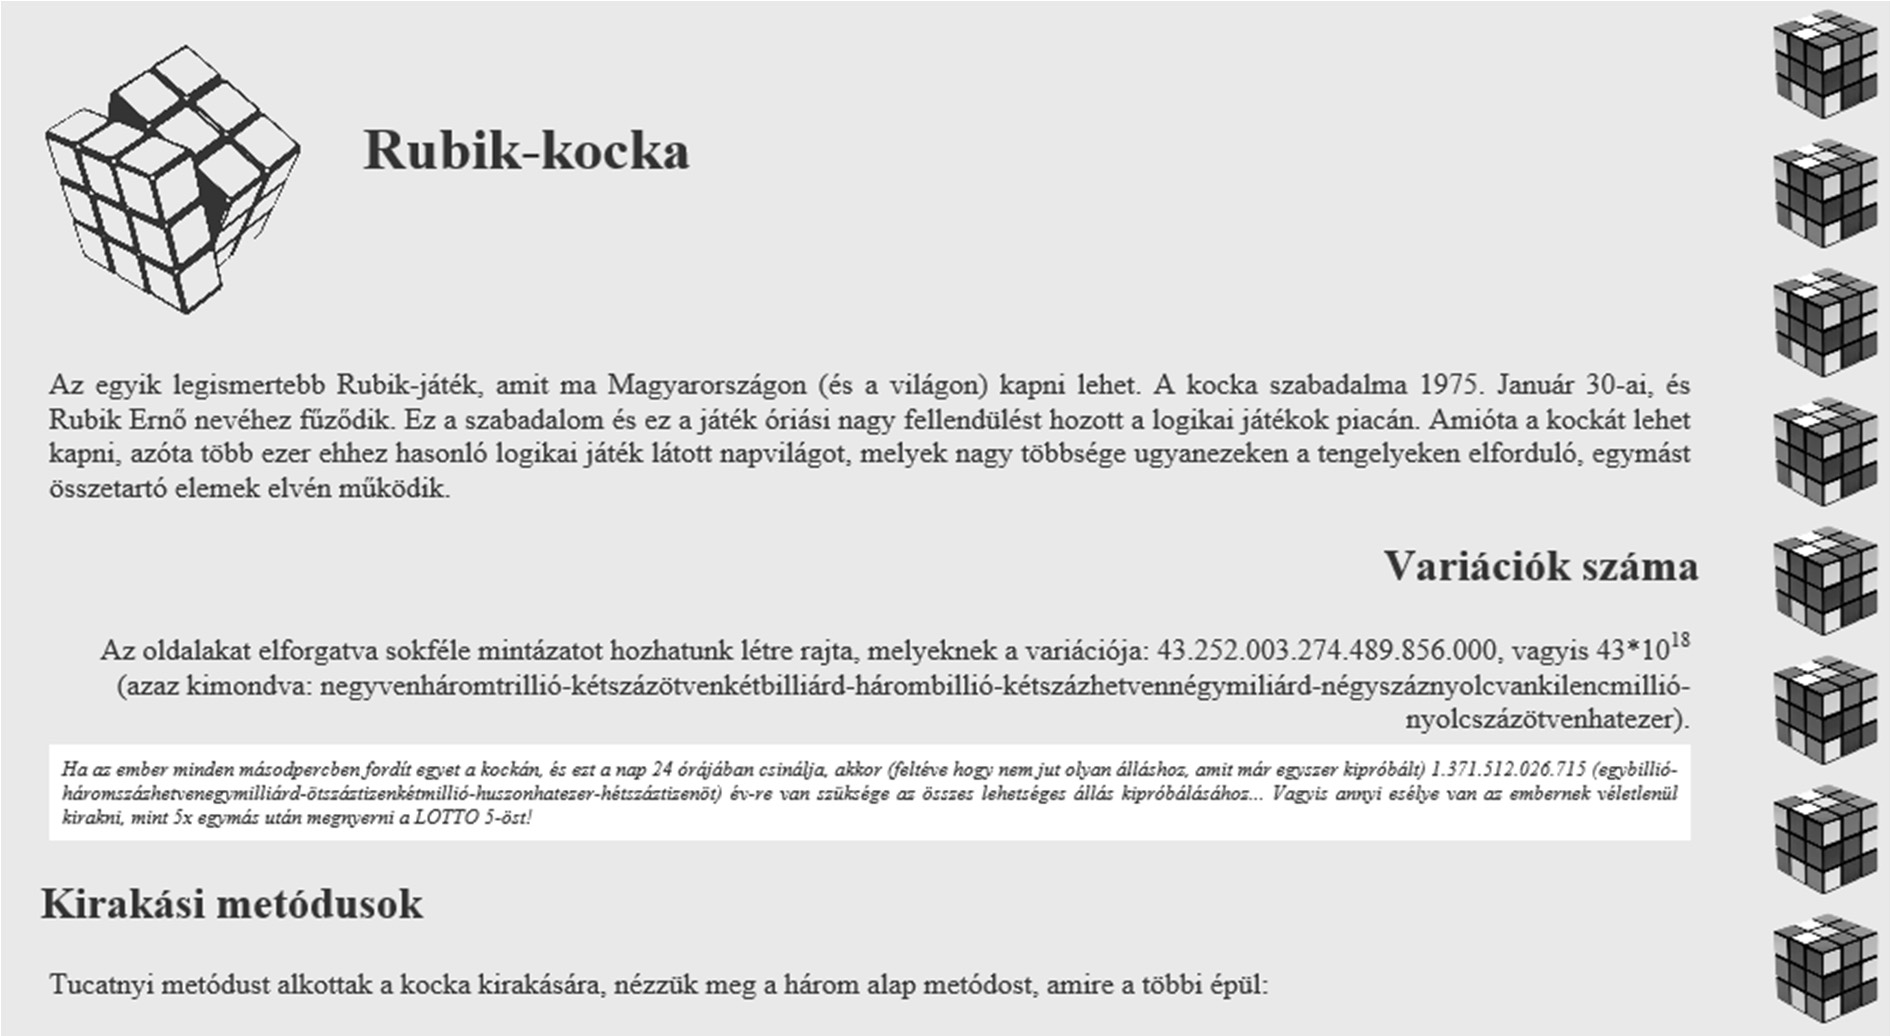 Rubik-kocka
Az egyik legismertebb Rubik-játék, amit ma Magyarországon (és a világon) kapni lehet. A kocka szabadalma 1975. Január 30-ai, és
Rubik Ernő nevéhez fűződik. Ez a szabadalom és ez a játék óriási nagy fellendülést hozott a logikai játékok piacán. Amióta a kockát lehet
kapni, azóta több ezer ehhez hasonló logikai játék látott napvilágot, melyek nagy többsége ugyanezeken a tengelyeken elforduló, egymást
összetartó elemek elvén működik.
Variációk száma
Az oldalakat elforgatva sokféle mintázatot hozhatunk létre rajta, melyeknek a variációja: 43.252.003.274.489.856.000, vagyis 43*10¹⁸
(azaz kimondva: negyvenháromtrillió-kétszázötvenkétbilliárd-hárombillió-kétszázhetvennégymiliárd-négyszáznyolcvankilencmillió-
nyolcszázötvenhatezer).
Ha az ember minden másodpercben fordít egyet a kockán, és ezt a nap 24 órájában csinálja, akkor (feltéve hogy nem jut olyan álláshoz, amit már egyszer kipróbált) 1.371.512.026.715 (egybillió-
háromszázhetvenegymilliárd-ötszáztizenkétmillió-huszonhatezer-hétszáztizenöt) év-re van szüksége az összes lehetséges állás kipróbálásához... Vagyis annyi esélye van az embernek véletlenül
kirakni, mint 5x egymás után megnyerni a LOTTO 5-öst!
Kirakási metódusok
Tucatnyi metódust alkottak a kocka kirakására, nézzük meg a három alap metódost, amire a többi épül: